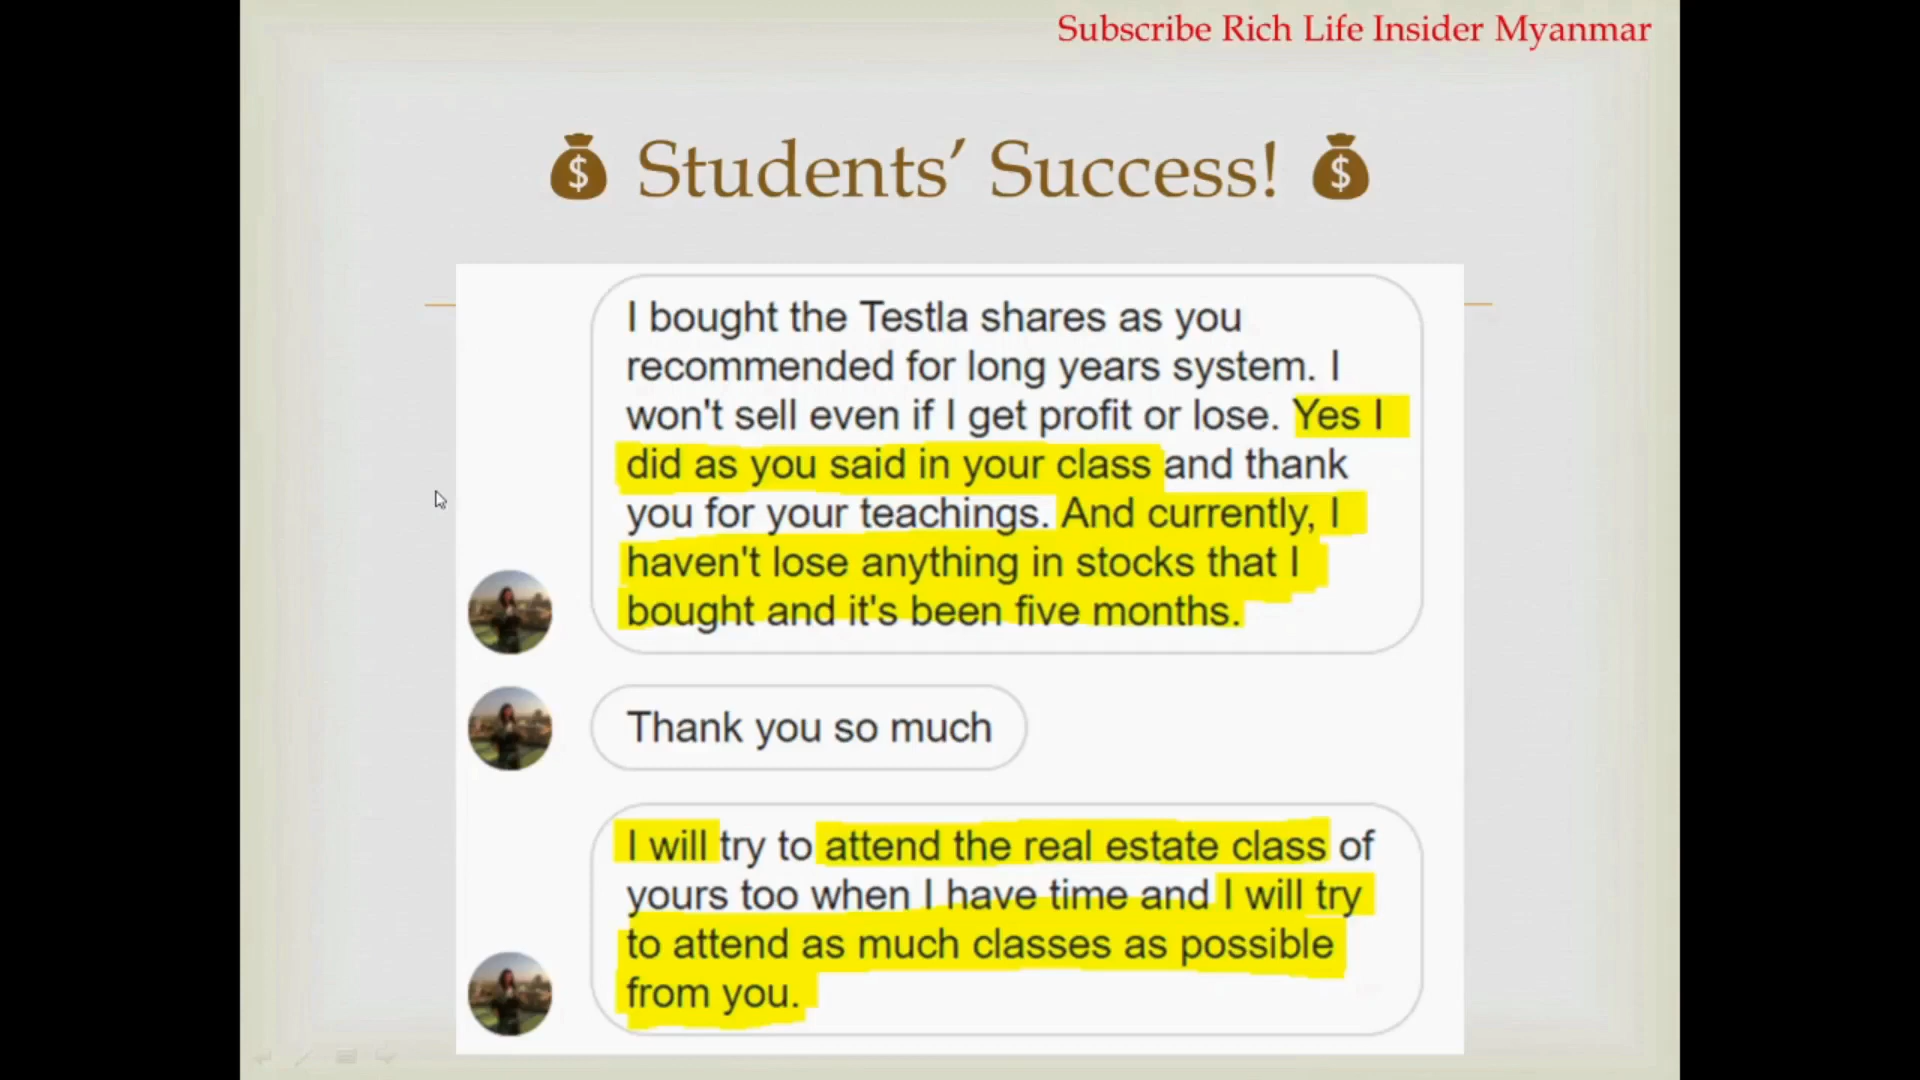 Subscribe Rich Life Insider Myanmar
Students’ Success!
I bought the Testla shares as you
recommended for long years system. I
won't sell even if I get profit or lose. Yes I
did as you said in your class and thank
you for your teachings. And currently, I
haven't lose anything in stocks that I
bought and it's been five months.
Thank you so much
I will try to attend the real estate class of
yours too when I have time and I will try
to attend as much classes as possible
from you.